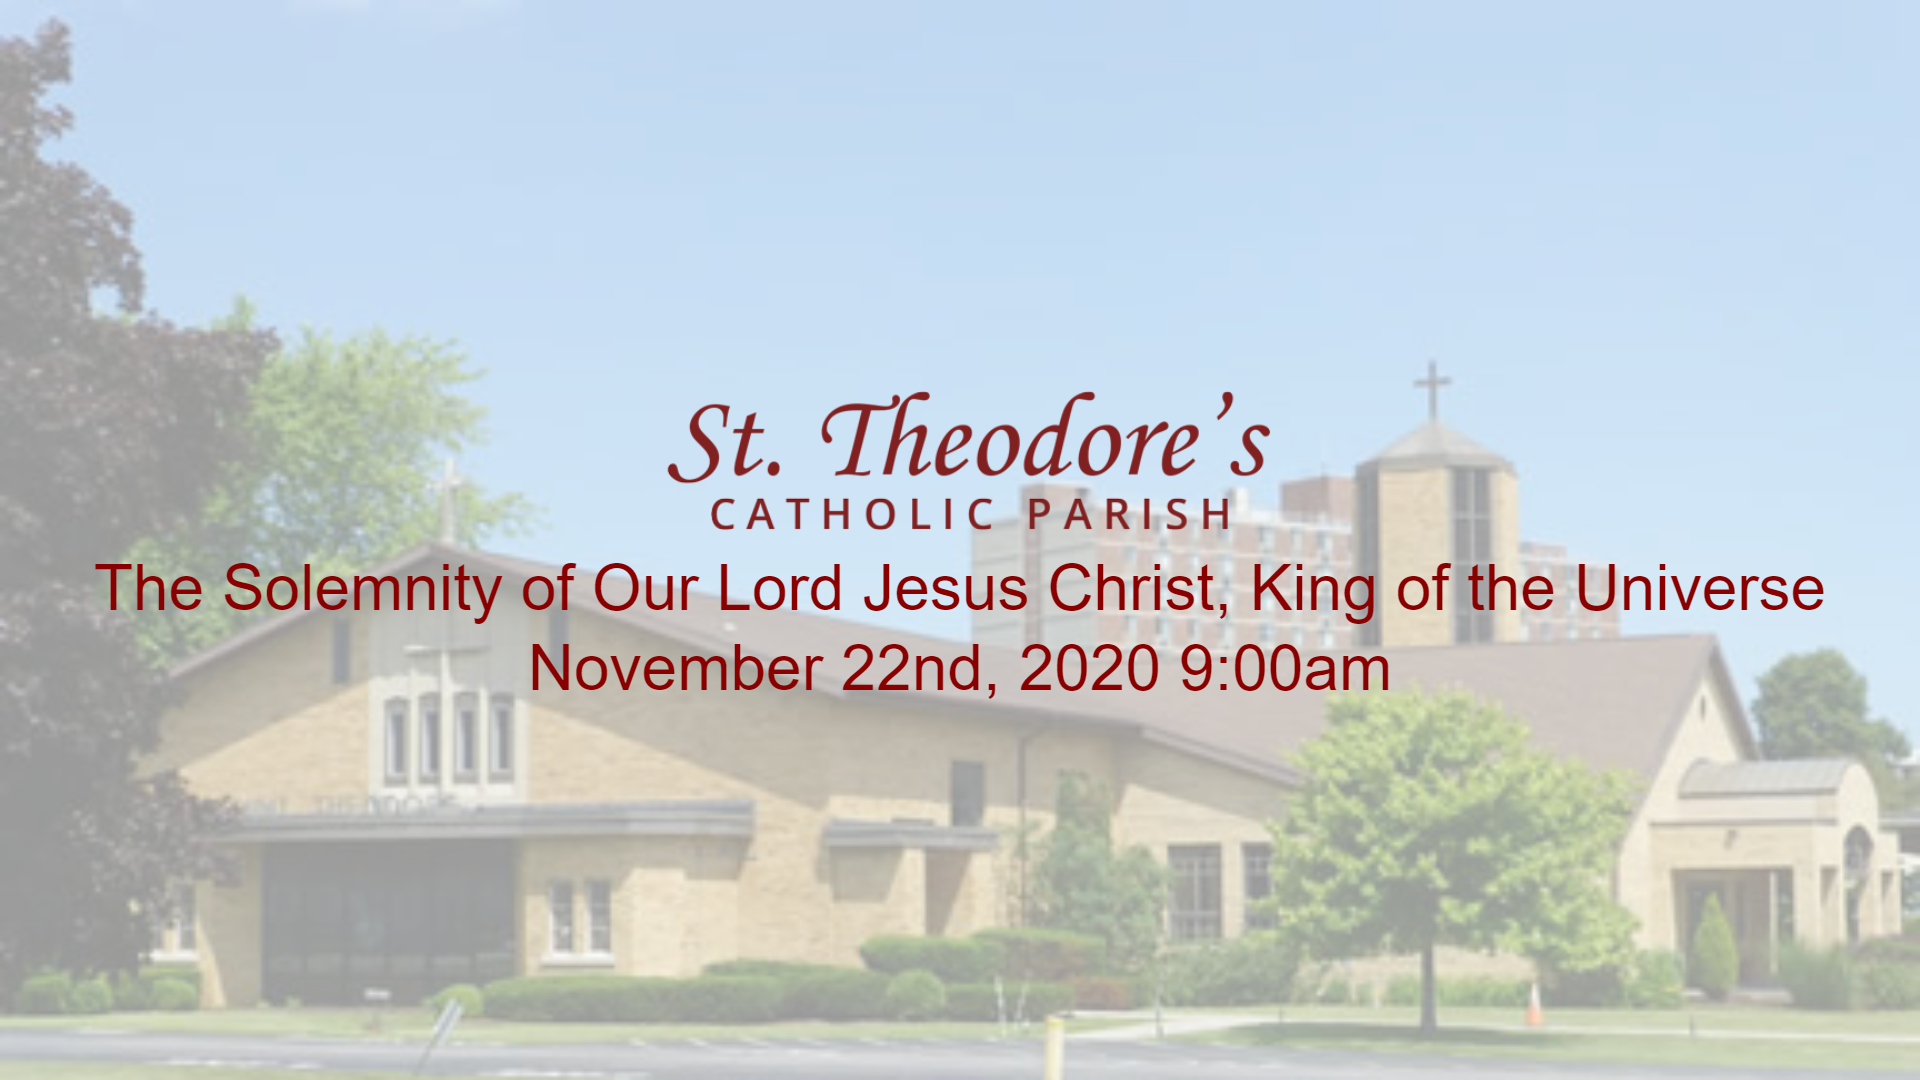 St. Theodore’s
CATHOLIC PARISH
The Solemnity of Our Lord Jesus Christ, King of the Universe
November 22nd, 2020 9:00am
THEODORE